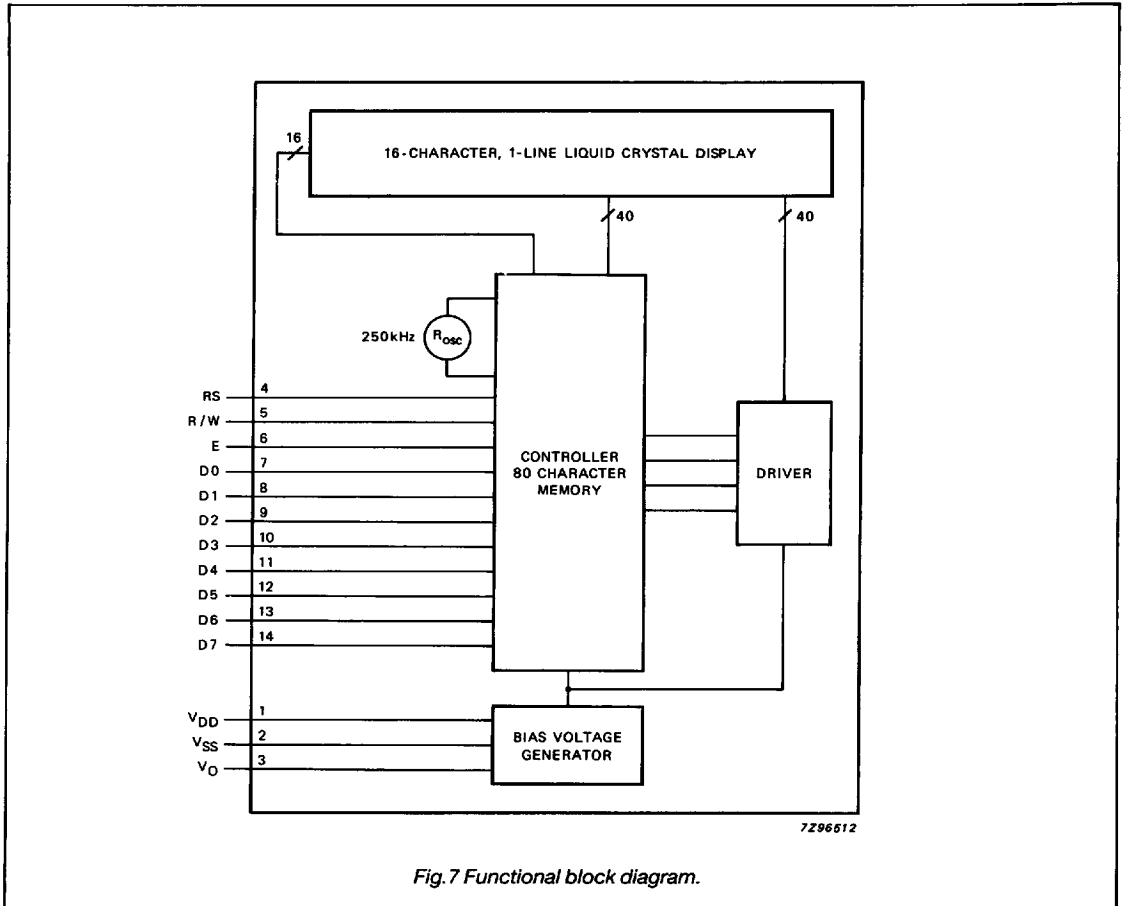 16
16-CHARACTER, 1-LINE LIQUID CRYSTAL DISPLAY
40
40
250kHz
Rosc
RS 4
R/W 5
E 6
D0 7
D1 8
D2 9
D3 10
D4 11
D5 12
D6 13
D7 14
CONTROLLER
80 CHARACTER
MEMORY
DRIVER
VDD 1
VSS 2
VO 3
BIAS VOLTAGE
GENERATOR
7Z96512
Fig.7 Functional block diagram.